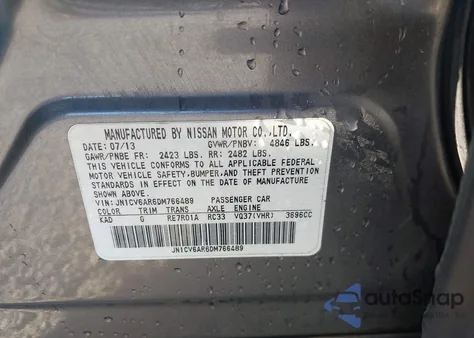 MANUFACTURED BY NISSAN MOTOR CO.,LTD.
DATE: 07/13 GVWR/PNBV: 4846 LBS.
GAWR/PNBE FR: 2423 LBS. RR: 2482 LBS.
THIS VEHICLE CONFORMS TO ALL APPLICABLE FEDERAL
MOTOR VEHICLE SAFETY, BUMPER, AND THEFT PREVENTION
STANDARDS IN EFFECT ON THE DATE OF MANUFACTURE
SHOWN ABOVE.
VIN: JN1CV6AR6DM766489 PASSENGER CAR
COLOR TRIM TRANS AXLE ENGINE
KAD G RE7R01A RC33 VQ37(VHR) 3696CC
JN1CV6AR6DM766489
autoSnap